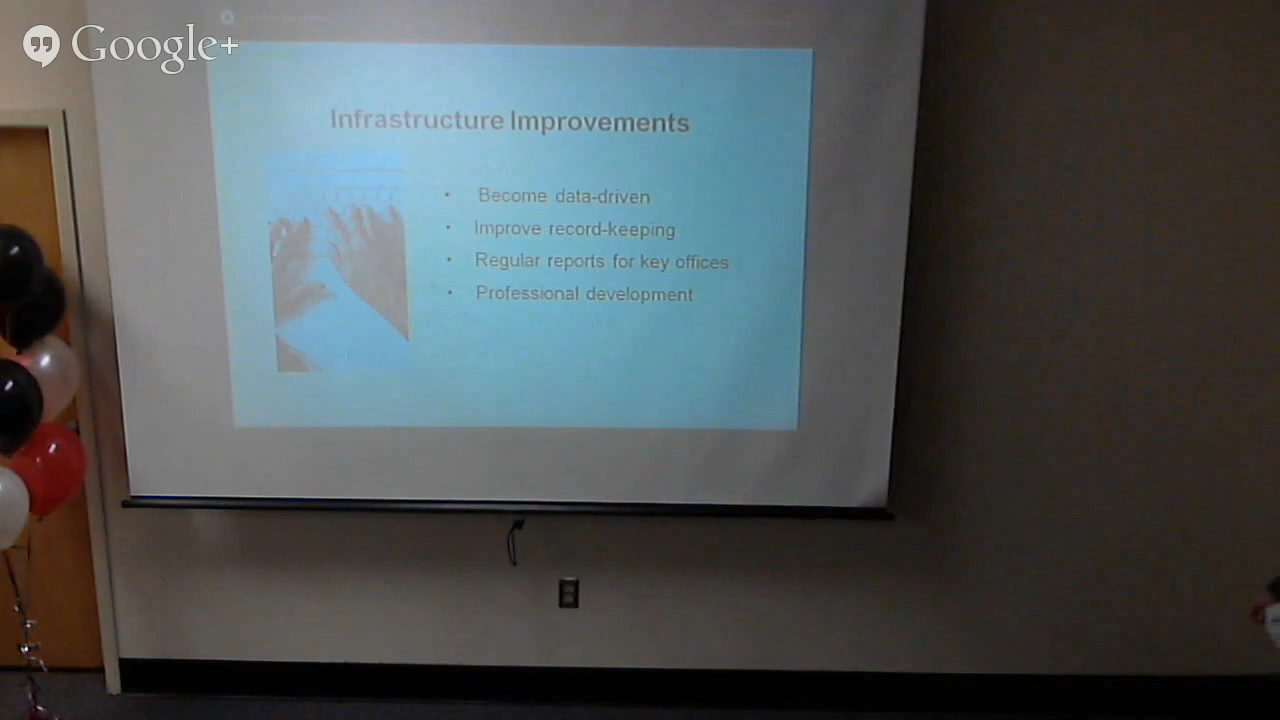 Google+
Infrastructure Improvements
• Become data-driven
• Improve record-keeping
• Regular reports for key offices
• Professional development